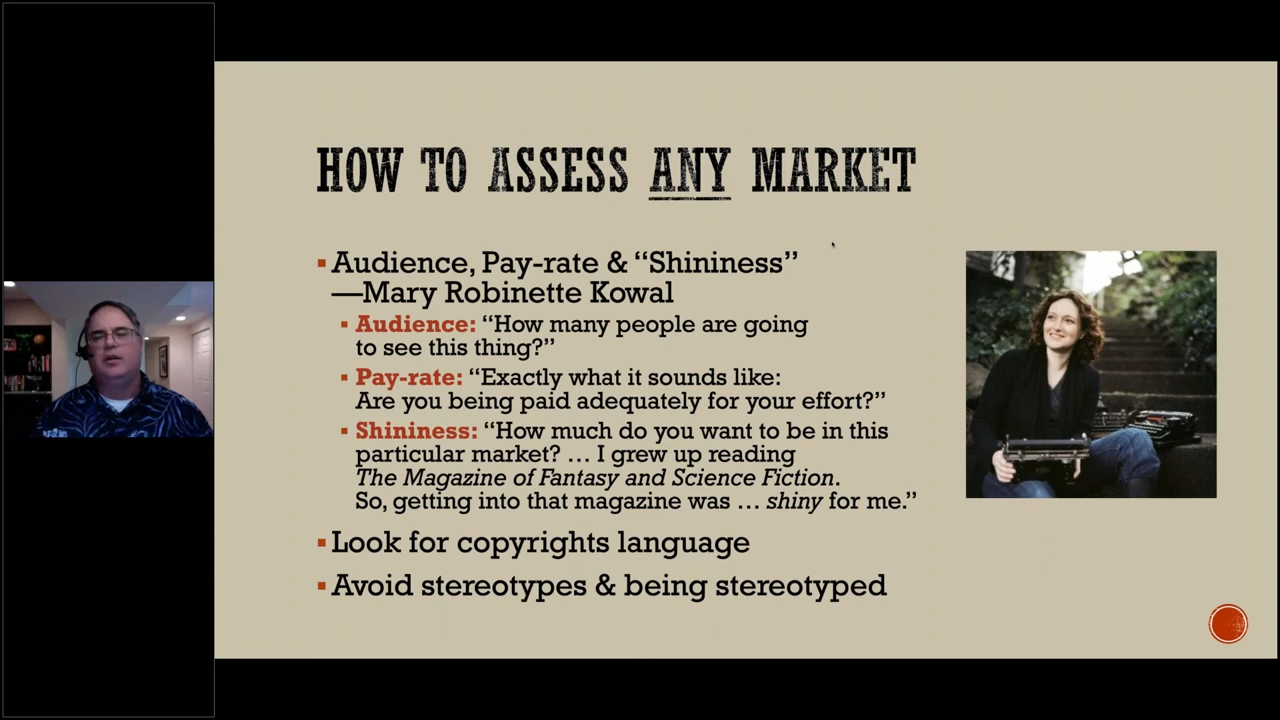 HOW TO ASSESS ANY MARKET
Audience, Pay-rate & “Shininess”
—Mary Robinette Kowal
Audience: “How many people are going
to see this thing?”
Pay-rate: “Exactly what it sounds like:
Are you being paid adequately for your effort?”
Shininess: “How much do you want to be in this
particular market? … I grew up reading
The Magazine of Fantasy and Science Fiction.
So, getting into that magazine was … shiny for me.”
Look for copyrights language
Avoid stereotypes & being stereotyped